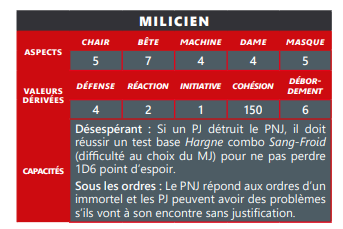 MILICIEN
ASPECTS
CHAIR BÊTE MACHINE DAME MASQUE
5 7 4 4 5
VALEURS DÉRIVÉES
DÉFENSE RÉACTION INITIATIVE COHÉSION DÉBOR-
DEMENT
4 2 1 150 6
CAPACITÉS
Désespérant : Si un PJ détruit le PNJ, il doit
réussir un test base Hargne combo Sang-Froid
(difficulté au choix du MJ) pour ne pas perdre
1D6 point d’espoir.
Sous les ordres : Le PNJ répond aux ordres d’un
immortel et les PJ peuvent avoir des problèmes
s’ils vont à son encontre sans justification.